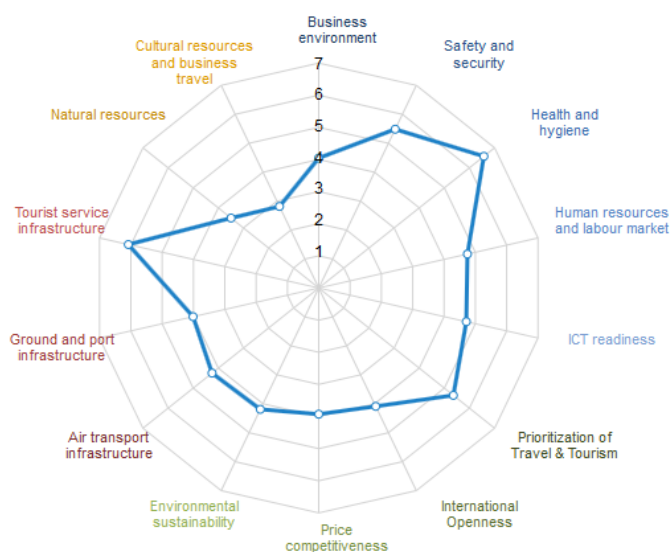 Business
environment
Safety and
security
Health and
hygiene
Human resources
and labour market
ICT readiness
Prioritization of
Travel & Tourism
International
Openness
Price
competitiveness
Environmental
sustainability
Air transport
infrastructure
Ground and port
infrastructure
Tourist service
infrastructure
Natural resources
Cultural resources
and business
travel
7
6
5
4
3
2
1